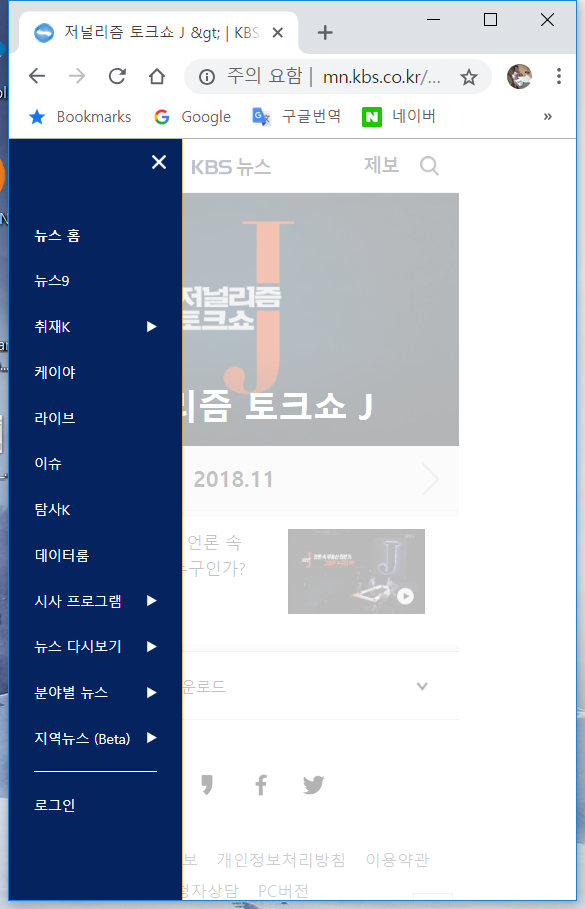 저널리즘 토크쇼 J &gt; | KBS
주의 요함 | mn.kbs.co.kr/...
Bookmarks Google 구글번역 네이버 »
KBS 뉴스 제보
뉴스 홈
뉴스9
취재K
케이야
라이브
이슈
탐사K
데이터룸
시사 프로그램
뉴스 다시보기
분야별 뉴스
지역뉴스 (Beta)
로그인
저널리즘
토크쇼
J
리즘 토크쇼 J
2018.11
언론 속
누구인가?
J
운로드
보 개인정보처리방침 이용약관
청자상담 PC버전